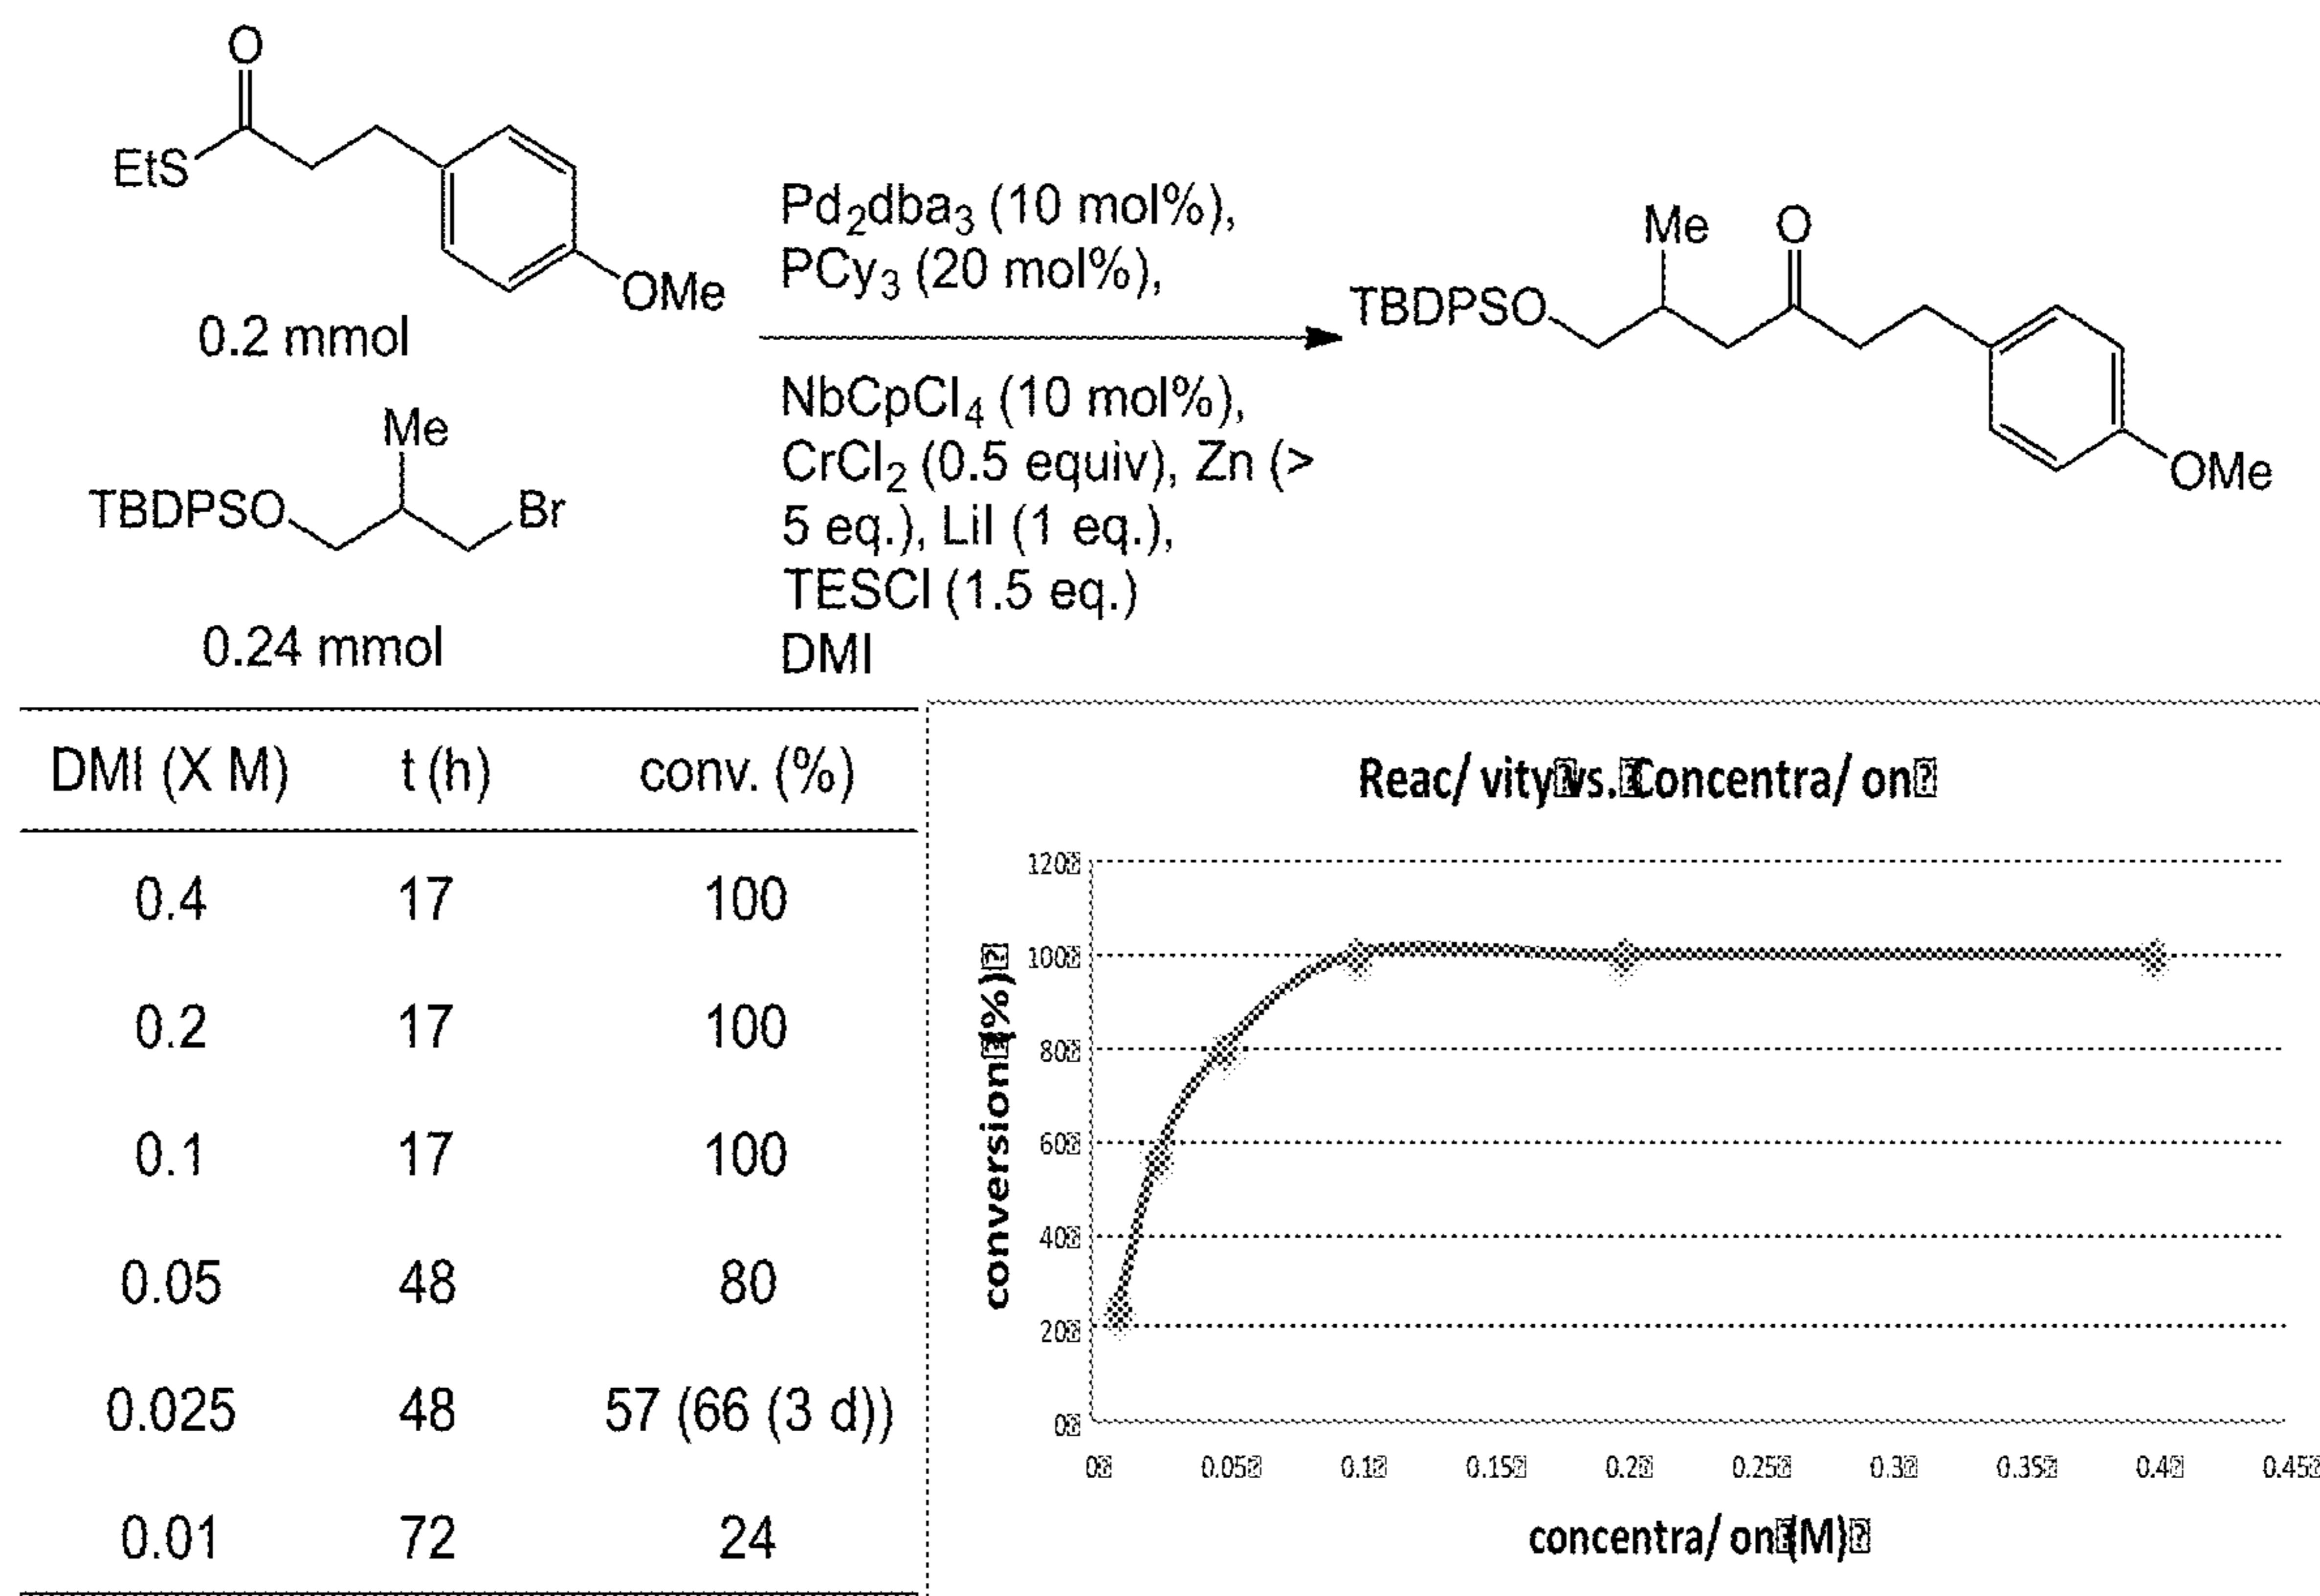 O
EtS
OMe
0.2 mmol
Me
TBDPSO
Br
0.24 mmol
Pd2dba3 (10 mol%),
PCy3 (20 mol%),
NbCpCl4 (10 mol%),
CrCl2 (0.5 equiv), Zn (>
5 eq.), LiI (1 eq.),
TESCl (1.5 eq.)
DMI
Me O
TBDPSO
OMe
DMI (X M) t (h) conv. (%)
0.4 17 100
0.2 17 100
0.1 17 100
0.05 48 80
0.025 48 57 (66 (3 d))
0.01 72 24
Reac/ vity vs. Concentra/ on
conversion (%)
120
100
80
60
40
20
0
0 0.05 0.1 0.15 0.2 0.25 0.3 0.35 0.4 0.45
concentra/ on (M)